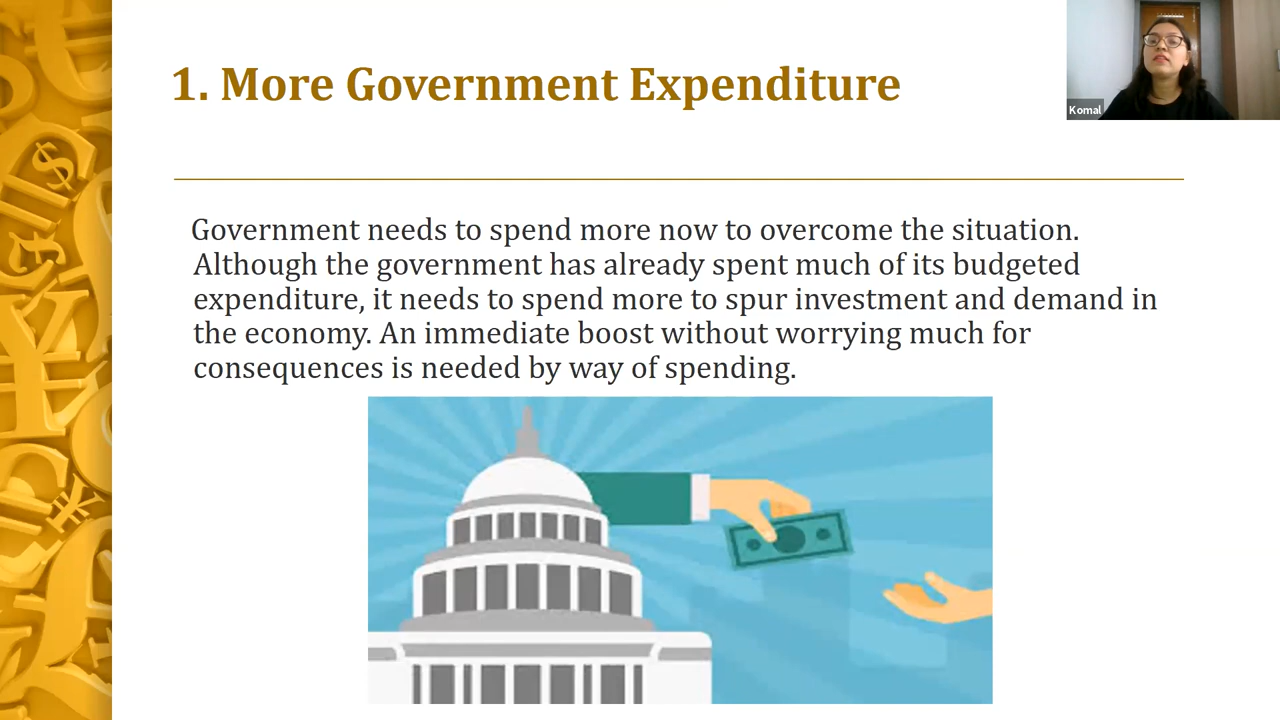 1. More Government Expenditure
Komal
Government needs to spend more now to overcome the situation.
Although the government has already spent much of its budgeted
expenditure, it needs to spend more to spur investment and demand in
the economy. An immediate boost without worrying much for
consequences is needed by way of spending.